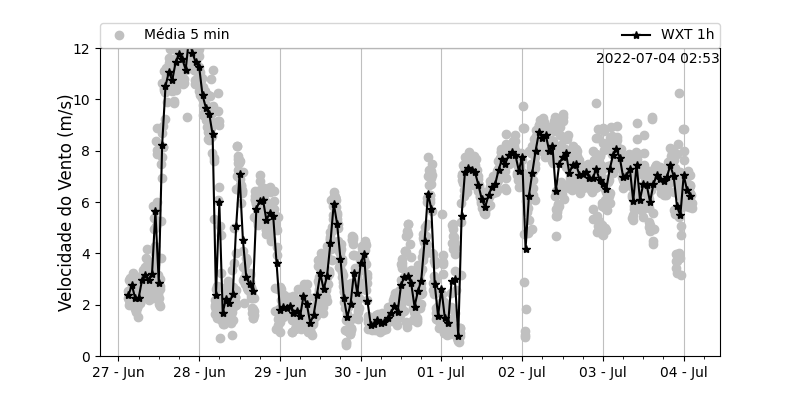 Média 5 min
WXT 1h
2022-07-04 02:53
Velocidade do Vento (m/s)
12
10
8
6
4
2
0
27 - Jun
28 - Jun
29 - Jun
30 - Jun
01 - Jul
02 - Jul
03 - Jul
04 - Jul